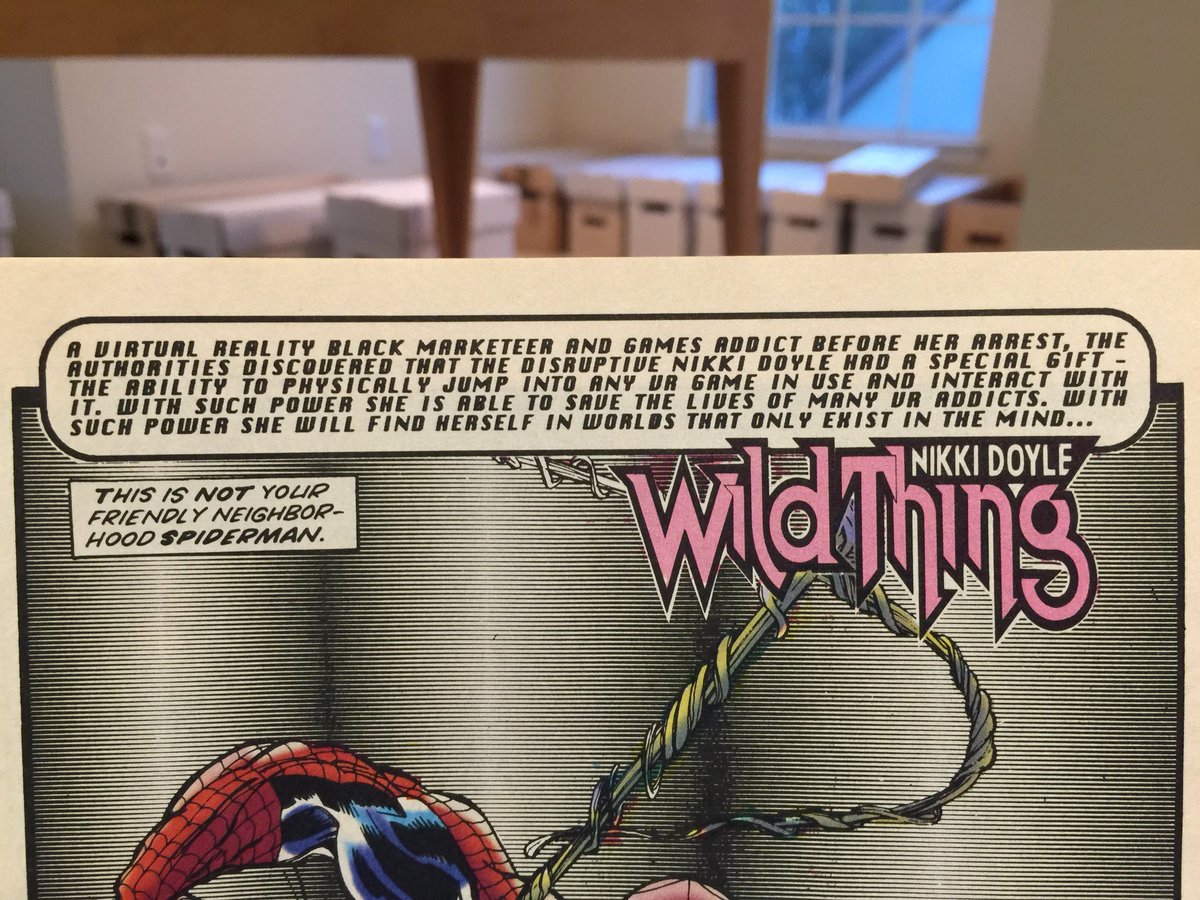 A VIRTUAL REALITY BLACK MARKETEER AND GAMES ADDICT BEFORE HER ARREST, THE
AUTHORITIES DISCOVERED THAT THE DISRUPTIVE NIKKI DOYLE HAD A SPECIAL GIFT –
THE ABILITY TO PHYSICALLY JUMP INTO ANY VR GAME IN USE AND INTERACT WITH
IT. WITH SUCH POWER SHE IS ABLE TO SAVE THE LIVES OF MANY VR ADDICTS. WITH
SUCH POWER SHE WILL FIND HERSELF IN WORLDS THAT ONLY EXIST IN THE MIND...
NIKKI DOYLE
Wild Thing
THIS IS NOT YOUR
FRIENDLY NEIGHBOR-
HOOD SPIDERMAN.